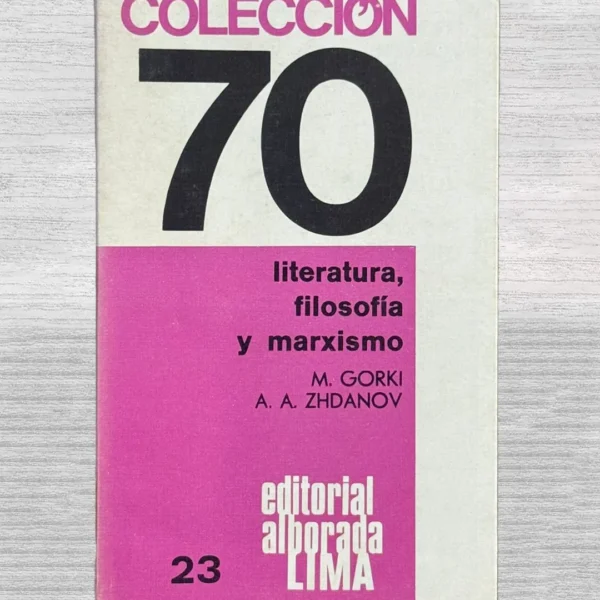 COLECCIÓN
70
literatura,
filosofía
y marxismo
M. GORKI
A. A. ZHDANOV
editorial
alborada
LIMA
23